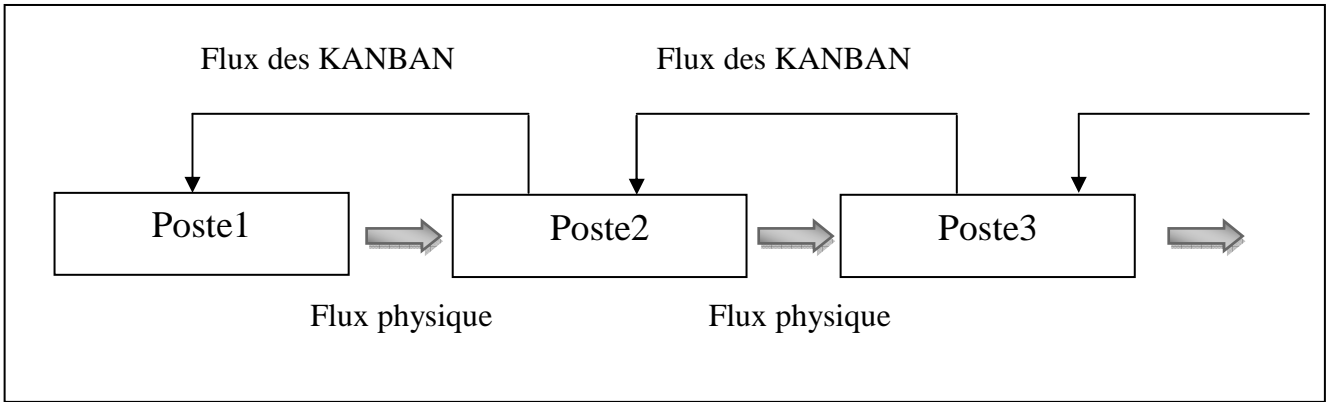 Flux des KANBAN Flux des KANBAN
Poste1 Poste2 Poste3
Flux physique Flux physique